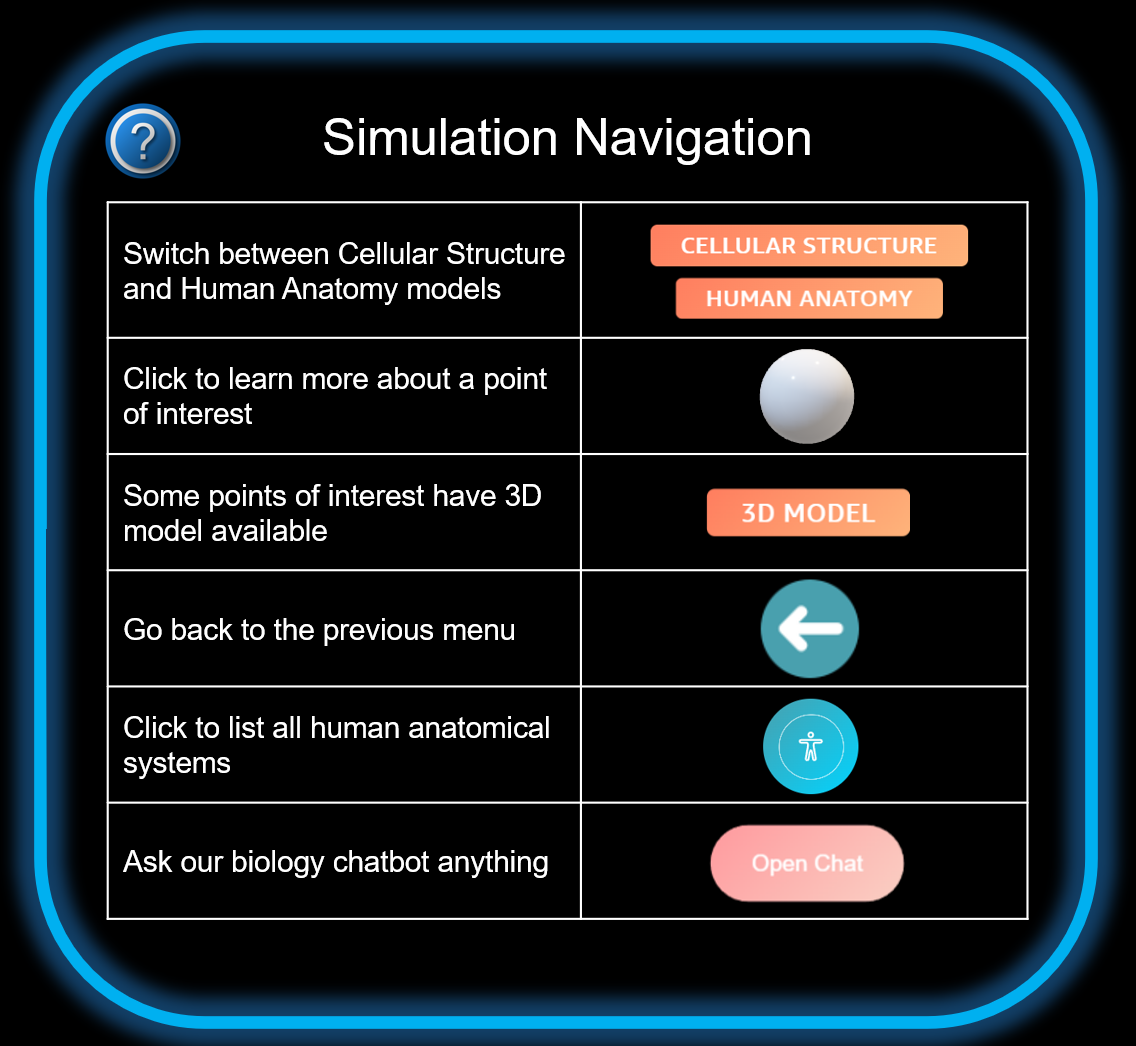 ?
Simulation Navigation
Switch between Cellular Structure
and Human Anatomy models
CELLULAR STRUCTURE
HUMAN ANATOMY
Click to learn more about a point
of interest
Some points of interest have 3D
model available
3D MODEL
Go back to the previous menu
Click to list all human anatomical
systems
Ask our biology chatbot anything
Open Chat